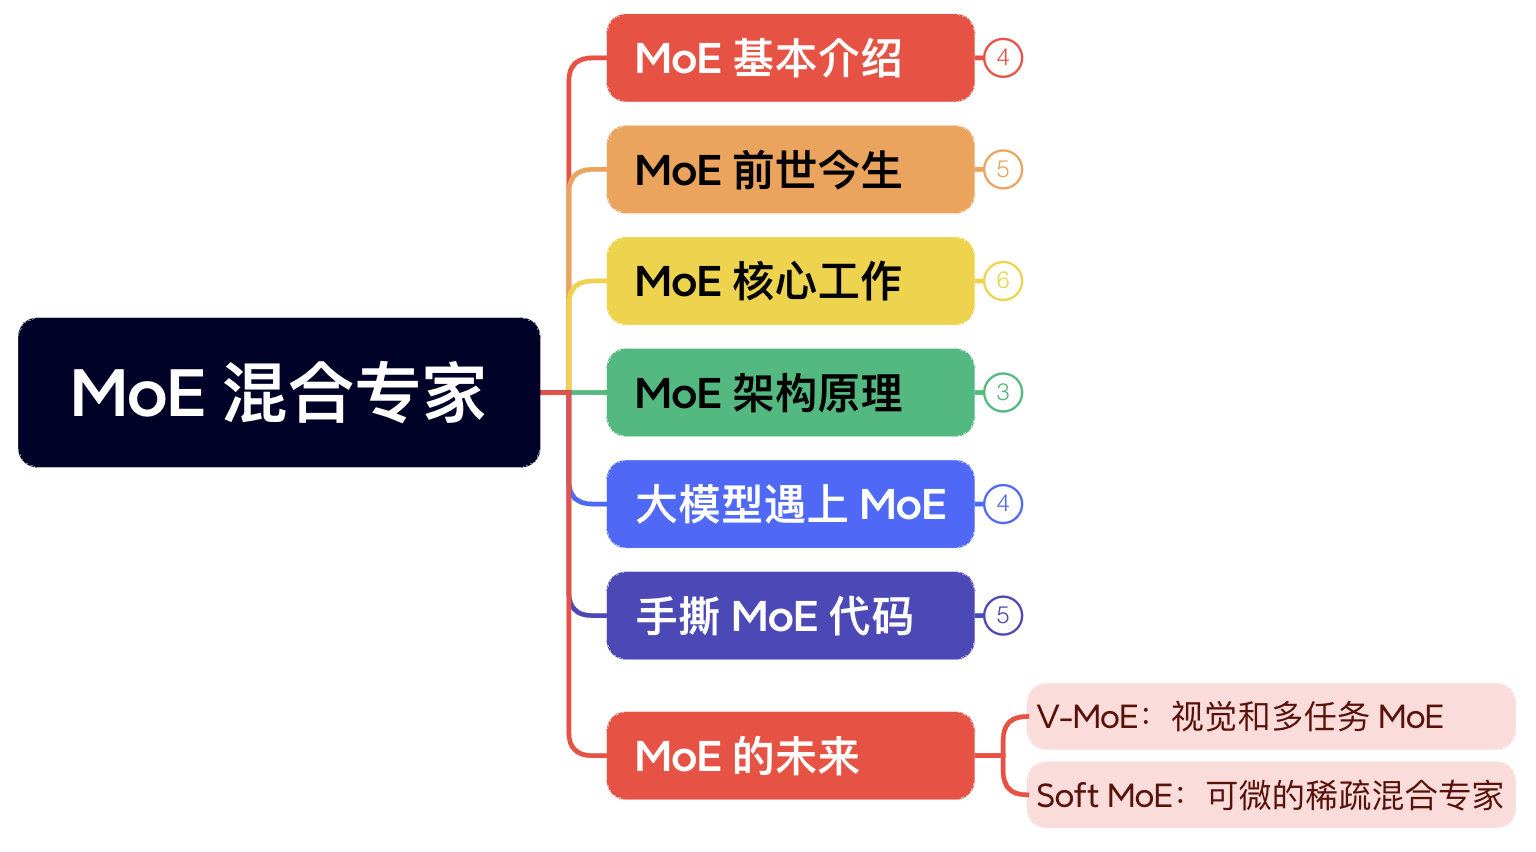 MoE 基本介绍
4
MoE 前世今生
5
MoE 核心工作
6
MoE 混合专家
MoE 架构原理
3
大模型遇上 MoE
4
手撕 MoE 代码
5
MoE 的未来
V-MoE：视觉和多任务 MoE
Soft MoE：可微的稀疏混合专家